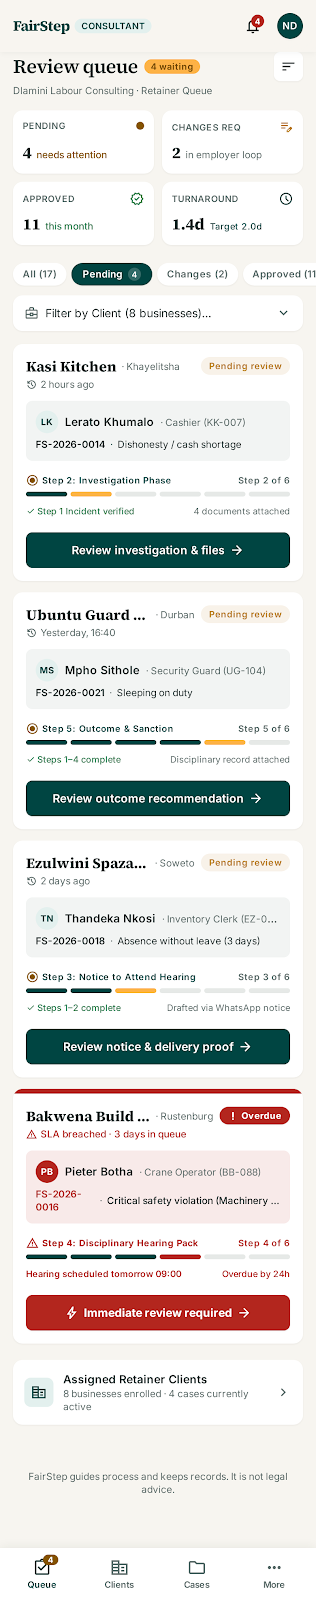 FairStep CONSULTANT 4 ND
Review queue 4 waiting
Dlamini Labour Consulting · Retainer Queue
PENDING
4 needs attention
CHANGES REQ
2 in employer loop
APPROVED
11 this month
TURNAROUND
1.4d Target 2.0d
All (17) Pending 4 Changes (2) Approved (11
Filter by Client (8 businesses)...
Kasi Kitchen · Khayelitsha Pending review
2 hours ago
LK Lerato Khumalo · Cashier (KK-007)
FS-2026-0014 · Dishonesty / cash shortage
Step 2: Investigation Phase Step 2 of 6
✓ Step 1 Incident verified 4 documents attached
Review investigation & files →
Ubuntu Guard ... · Durban Pending review
Yesterday, 16:40
MS Mpho Sithole · Security Guard (UG-104)
FS-2026-0021 · Sleeping on duty
Step 5: Outcome & Sanction Step 5 of 6
✓ Steps 1–4 complete Disciplinary record attached
Review outcome recommendation →
Ezulwini Spaza... · Soweto Pending review
2 days ago
TN Thandeka Nkosi · Inventory Clerk (EZ-0...
FS-2026-0018 · Absence without leave (3 days)
Step 3: Notice to Attend Hearing Step 3 of 6
✓ Steps 1–2 complete Drafted via WhatsApp notice
Review notice & delivery proof →
Bakwena Build ... · Rustenburg ! Overdue
SLA breached · 3 days in queue
PB Pieter Botha · Crane Operator (BB-088)
FS-2026-
0016 · Critical safety violation (Machinery ...
Step 4: Disciplinary Hearing Pack Step 4 of 6
Hearing scheduled tomorrow 09:00 Overdue by 24h
Immediate review required →
Assigned Retainer Clients
8 businesses enrolled · 4 cases currently
active
FairStep guides process and keeps records. It is not legal
advice.
4
Queue Clients Cases More